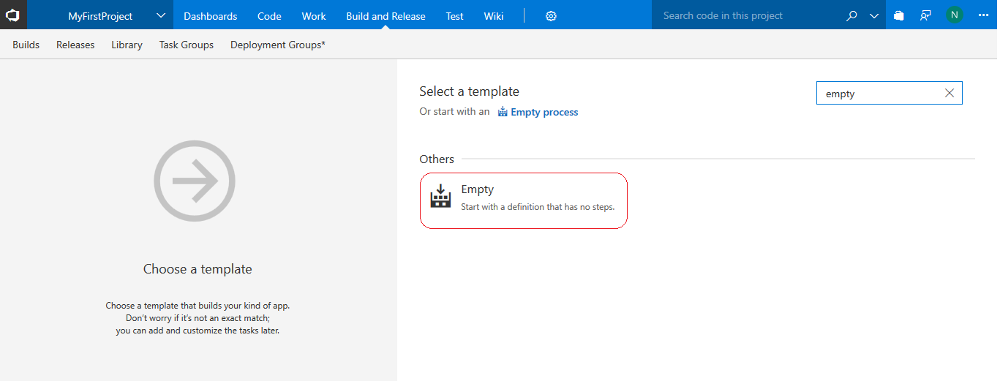 MyFirstProject Dashboards Code Work Build and Release Test Wiki Search code in this project N
Builds Releases Library Task Groups Deployment Groups*
Select a template
empty
Or start with an Empty process
Others
Empty
Start with a definition that has no steps.
Choose a template
Choose a template that builds your kind of app.
Don't worry if it's not an exact match;
you can add and customize the tasks later.